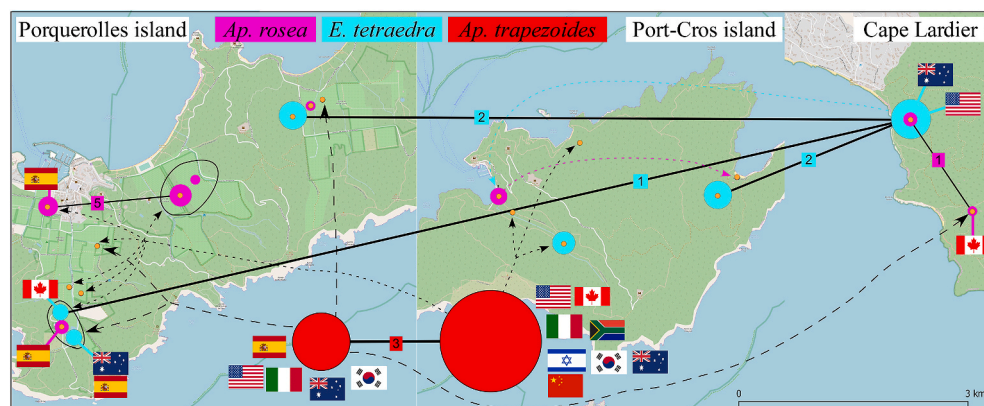 Porquerolles island
Ap. rosea
E. tetraedra
Ap. trapezoides
Port-Cros island
Cape Lardier
2
1
2
1
5
3
0
3 km